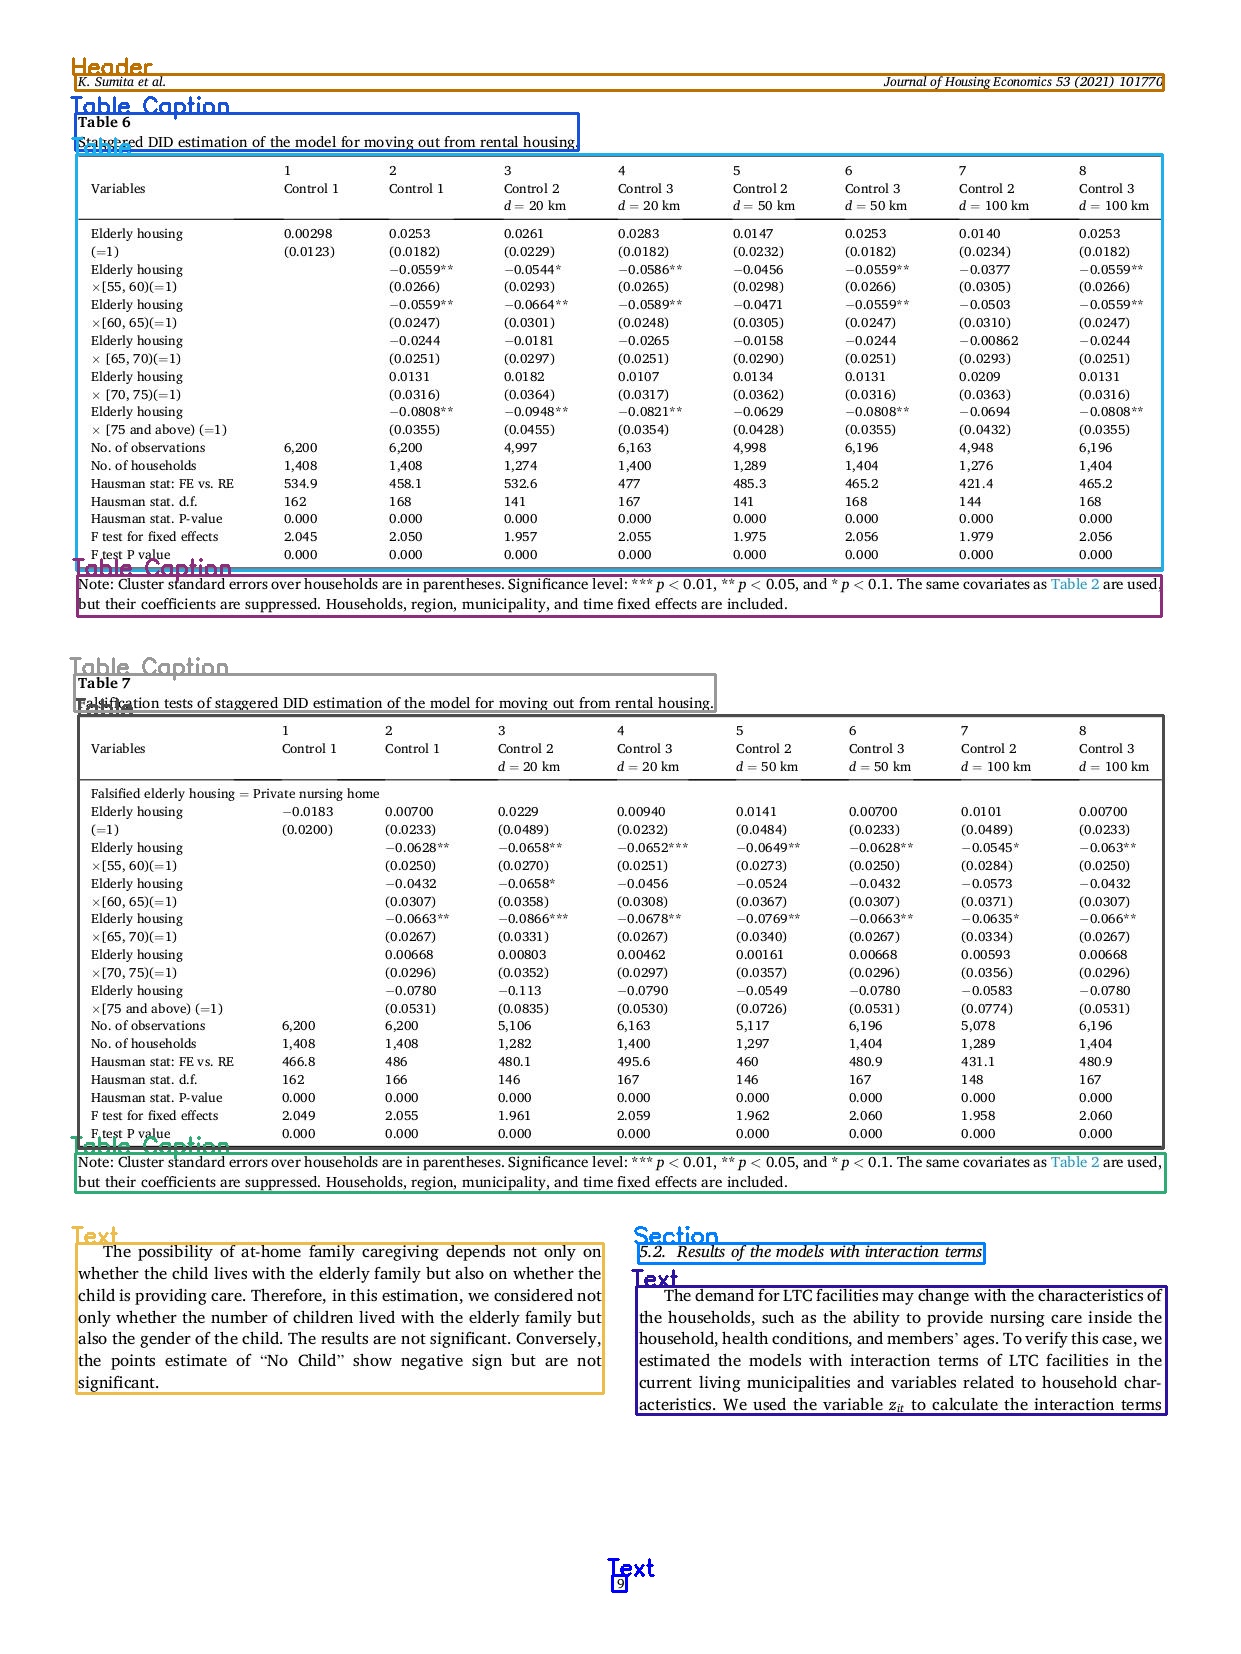 Header
K. Sumita et al. Journal of Housing Economics 53 (2021) 101770
Table Caption
Table 6
Staggered DID estimation of the model for moving out from rental housing.
Table
1 2 3 4 5 6 7 8
Variables Control 1 Control 1 Control 2 Control 3 Control 2 Control 3 Control 2 Control 3
d = 20 km d = 20 km d = 50 km d = 50 km d = 100 km d = 100 km
Elderly housing 0.00298 0.0253 0.0261 0.0283 0.0147 0.0253 0.0140 0.0253
(=1) (0.0123) (0.0182) (0.0229) (0.0182) (0.0232) (0.0182) (0.0234) (0.0182)
Elderly housing −0.0559** −0.0544* −0.0586** −0.0456 −0.0559** −0.0377 −0.0559**
×[55, 60)(=1) (0.0266) (0.0293) (0.0265) (0.0298) (0.0266) (0.0305) (0.0266)
Elderly housing −0.0559** −0.0664** −0.0589** −0.0471 −0.0559** −0.0503 −0.0559**
×[60, 65)(=1) (0.0247) (0.0301) (0.0248) (0.0305) (0.0247) (0.0310) (0.0247)
Elderly housing −0.0244 −0.0181 −0.0265 −0.0158 −0.0244 −0.00862 −0.0244
× [65, 70)(=1) (0.0251) (0.0297) (0.0251) (0.0290) (0.0251) (0.0293) (0.0251)
Elderly housing 0.0131 0.0182 0.0107 0.0134 0.0131 0.0209 0.0131
× [70, 75)(=1) (0.0316) (0.0364) (0.0317) (0.0362) (0.0316) (0.0363) (0.0316)
Elderly housing −0.0808** −0.0948** −0.0821** −0.0629 −0.0808** −0.0694 −0.0808**
× [75 and above) (=1) (0.0355) (0.0455) (0.0354) (0.0428) (0.0355) (0.0432) (0.0355)
No. of observations 6,200 6,200 4,997 6,163 4,998 6,196 4,948 6,196
No. of households 1,408 1,408 1,274 1,400 1,289 1,404 1,276 1,404
Hausman stat: FE vs. RE 534.9 458.1 532.6 477 485.3 465.2 421.4 465.2
Hausman stat. d.f. 162 168 141 167 141 168 144 168
Hausman stat. P-value 0.000 0.000 0.000 0.000 0.000 0.000 0.000 0.000
F test for fixed effects 2.045 2.050 1.957 2.055 1.975 2.056 1.979 2.056
F test P value 0.000 0.000 0.000 0.000 0.000 0.000 0.000 0.000
Table Caption
Note: Cluster standard errors over households are in parentheses. Significance level: *** p < 0.01, ** p < 0.05, and * p < 0.1. The same covariates as Table 2 are used,
but their coefficients are suppressed. Households, region, municipality, and time fixed effects are included.
Table Caption
Table 7
Falsification tests of staggered DID estimation of the model for moving out from rental housing.
Table
1 2 3 4 5 6 7 8
Variables Control 1 Control 1 Control 2 Control 3 Control 2 Control 3 Control 2 Control 3
d = 20 km d = 20 km d = 50 km d = 50 km d = 100 km d = 100 km
Falsified elderly housing = Private nursing home
Elderly housing −0.0183 0.00700 0.0229 0.00940 0.0141 0.00700 0.0101 0.00700
(=1) (0.0200) (0.0233) (0.0489) (0.0232) (0.0484) (0.0233) (0.0489) (0.0233)
Elderly housing −0.0628** −0.0658** −0.0652*** −0.0649** −0.0628** −0.0545* −0.063**
×[55, 60)(=1) (0.0250) (0.0270) (0.0251) (0.0273) (0.0250) (0.0284) (0.0250)
Elderly housing −0.0432 −0.0658* −0.0456 −0.0524 −0.0432 −0.0573 −0.0432
×[60, 65)(=1) (0.0307) (0.0358) (0.0308) (0.0367) (0.0307) (0.0371) (0.0307)
Elderly housing −0.0663** −0.0866*** −0.0678** −0.0769** −0.0663** −0.0635* −0.066**
×[65, 70)(=1) (0.0267) (0.0331) (0.0267) (0.0340) (0.0267) (0.0334) (0.0267)
Elderly housing 0.00668 0.00803 0.00462 0.00161 0.00668 0.00593 0.00668
×[70, 75)(=1) (0.0296) (0.0352) (0.0297) (0.0357) (0.0296) (0.0356) (0.0296)
Elderly housing −0.0780 −0.113 −0.0790 −0.0549 −0.0780 −0.0583 −0.0780
×[75 and above) (=1) (0.0531) (0.0835) (0.0530) (0.0726) (0.0531) (0.0774) (0.0531)
No. of observations 6,200 6,200 5,106 6,163 5,117 6,196 5,078 6,196
No. of households 1,408 1,408 1,282 1,400 1,297 1,404 1,289 1,404
Hausman stat: FE vs. RE 466.8 486 480.1 495.6 460 480.9 431.1 480.9
Hausman stat. d.f. 162 166 146 167 146 167 148 167
Hausman stat. P-value 0.000 0.000 0.000 0.000 0.000 0.000 0.000 0.000
F test for fixed effects 2.049 2.055 1.961 2.059 1.962 2.060 1.958 2.060
F test P value 0.000 0.000 0.000 0.000 0.000 0.000 0.000 0.000
Table Caption
Note: Cluster standard errors over households are in parentheses. Significance level: *** p < 0.01, ** p < 0.05, and * p < 0.1. The same covariates as Table 2 are used,
but their coefficients are suppressed. Households, region, municipality, and time fixed effects are included.
Text
The possibility of at-home family caregiving depends not only on
whether the child lives with the elderly family but also on whether the
child is providing care. Therefore, in this estimation, we considered not
only whether the number of children lived with the elderly family but
also the gender of the child. The results are not significant. Conversely,
the points estimate of “No Child” show negative sign but are not
significant.
Section
5.2. Results of the models with interaction terms
Text
The demand for LTC facilities may change with the characteristics of
the households, such as the ability to provide nursing care inside the
household, health conditions, and members’ ages. To verify this case, we
estimated the models with interaction terms of LTC facilities in the
current living municipalities and variables related to household char-
acteristics. We used the variable zit to calculate the interaction terms
Text
9